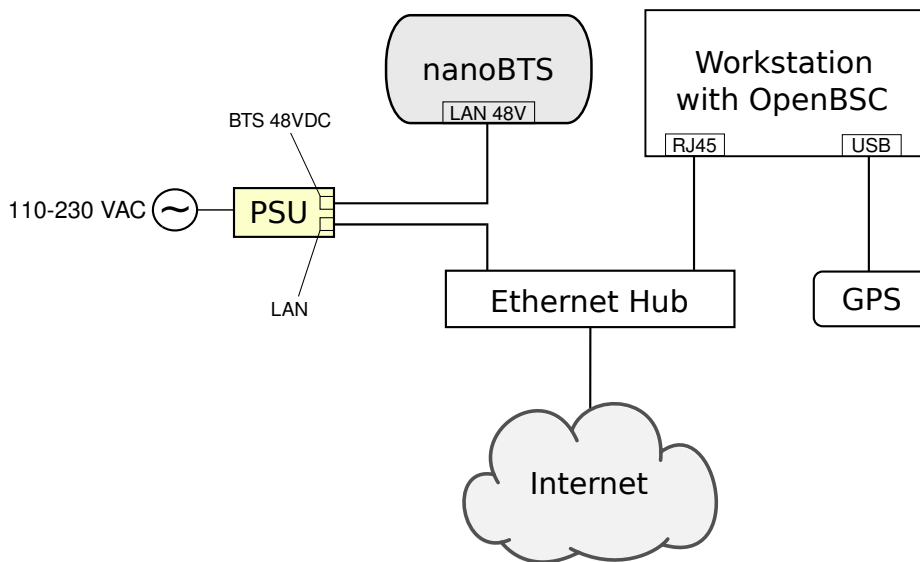 nanoBTS
LAN 48V
Workstation
with OpenBSC
RJ45
USB
BTS 48VDC
110-230 VAC
~
PSU
LAN
Ethernet Hub
GPS
Internet